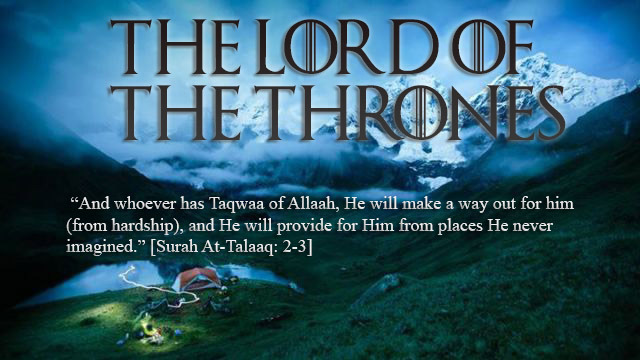 THE LORD OF
THE THRONES
“And whoever has Taqwaa of Allaah, He will make a way out for him
(from hardship), and He will provide for Him from places He never
imagined.” [Surah At-Talaaq: 2-3]